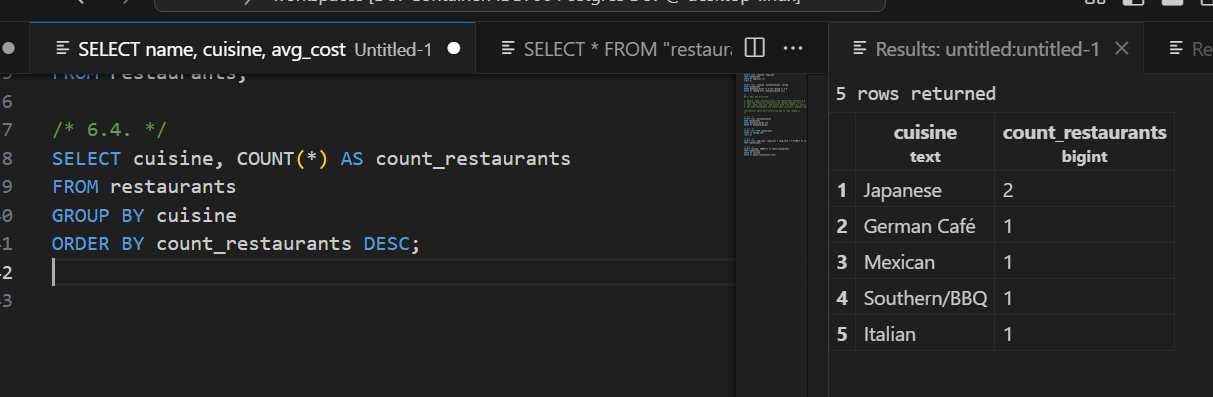 SELECT name, cuisine, avg_cost Untitled-1
SELECT * FROM "restaura
Results: untitled:untitled-1
Re
FROM restaurants;
6
7 /* 6.4. */
8 SELECT cuisine, COUNT(*) AS count_restaurants
9 FROM restaurants
0 GROUP BY cuisine
1 ORDER BY count_restaurants DESC;
2
3
5 rows returned
cuisine count_restaurants
text bigint
1 Japanese 2
2 German Café 1
3 Mexican 1
4 Southern/BBQ 1
5 Italian 1